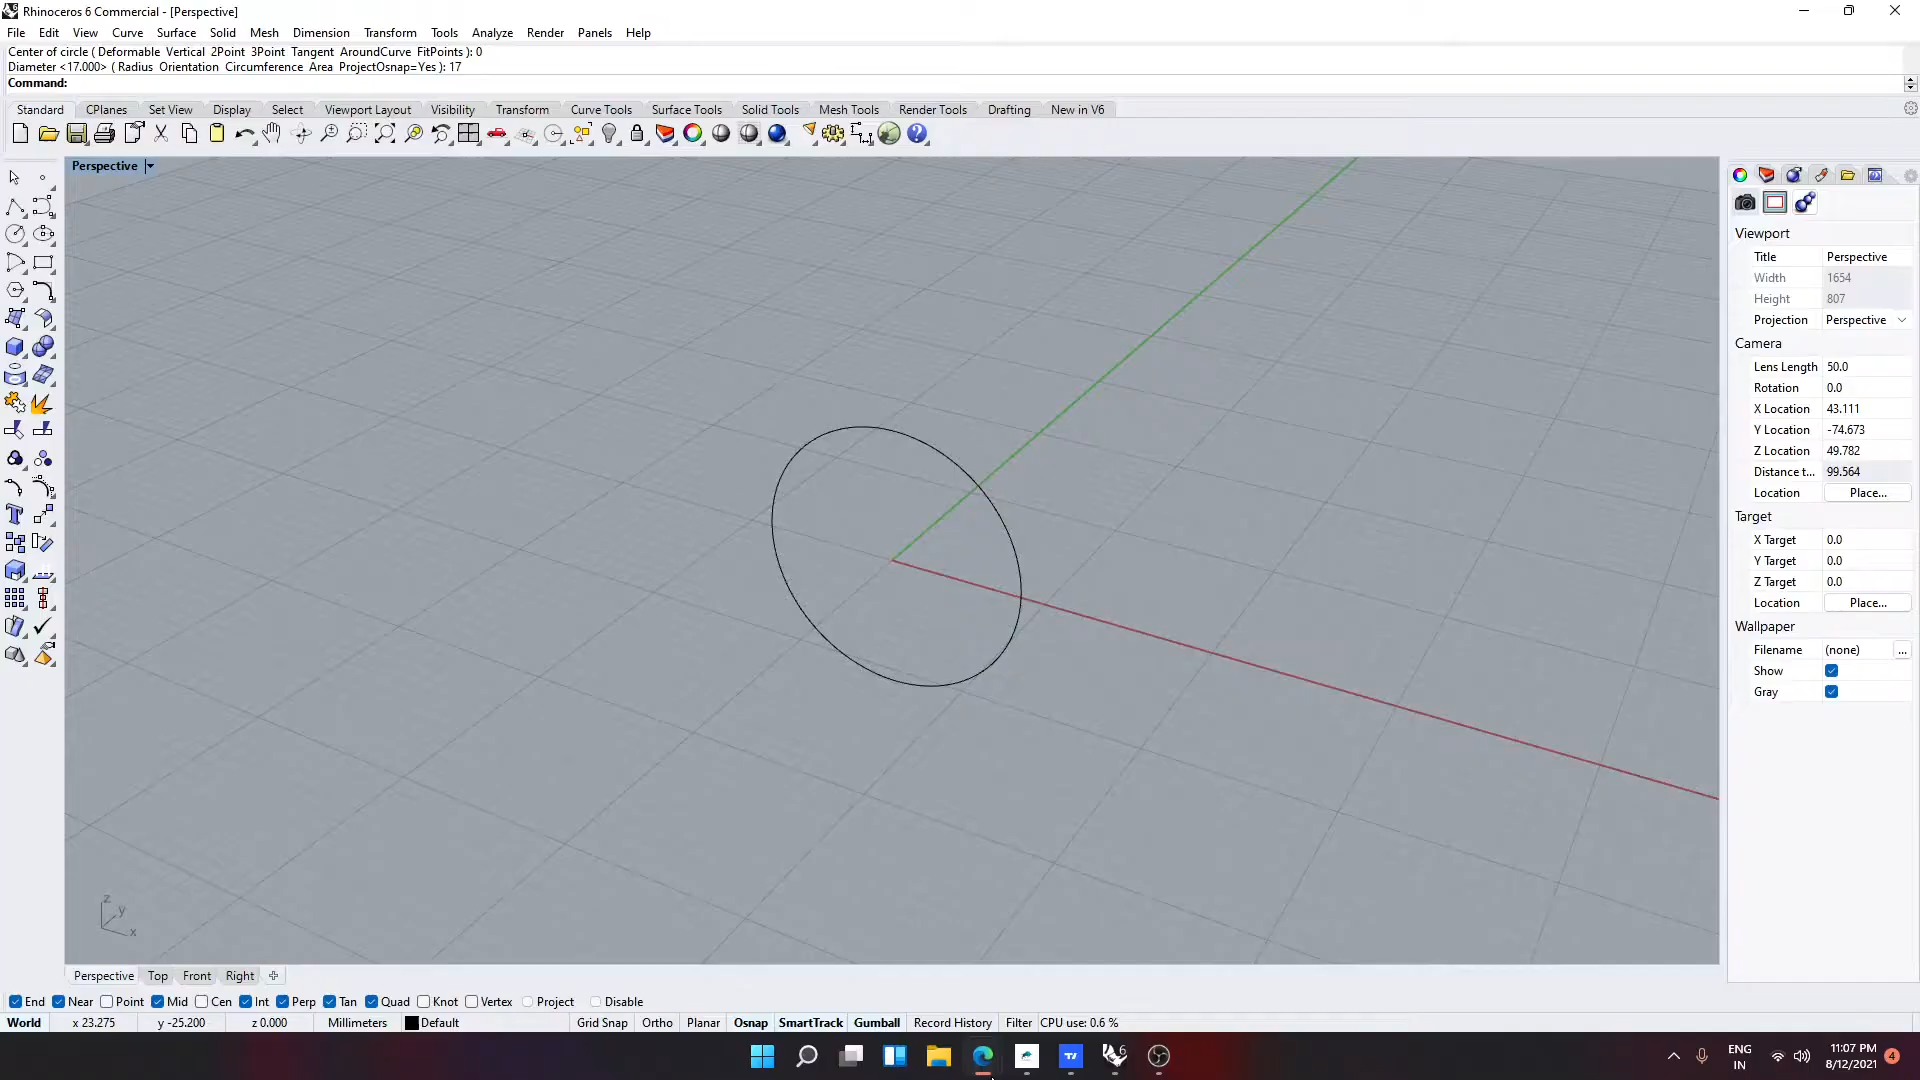 Rhinoceros 6 Commercial - [Perspective]
File Edit View Curve Surface Solid Mesh Dimension Transform Tools Analyze Render Panels Help
Center of circle ( Deformable Vertical 2Point 3Point Tangent AroundCurve FitPoints ): 0
Diameter <17.000> ( Radius Orientation Circumference Area ProjectOsnap=Yes ): 17
Command:
Standard CPlanes Set View Display Select Viewport Layout Visibility Transform Curve Tools Surface Tools Solid Tools Mesh Tools Render Tools Drafting New in V6
Perspective
Viewport
Title Perspective
Width 1654
Height 807
Projection Perspective
Camera
Lens Length 50.0
Rotation 0.0
X Location 43.111
Y Location -74.673
Z Location 49.782
Distance t... 99.564
Location Place...
Target
X Target 0.0
Y Target 0.0
Z Target 0.0
Location Place...
Wallpaper
Filename (none) ...
Show
Gray
z
y
x
Perspective Top Front Right
End Near Point Mid Cen Int Perp Tan Quad Knot Vertex Project Disable
World x 23.275 y -25.200 z 0.000 Millimeters Default Grid Snap Ortho Planar Osnap SmartTrack Gumball Record History Filter CPU use: 0.6 %
ENG 11:07 PM
IN 8/12/2021 4